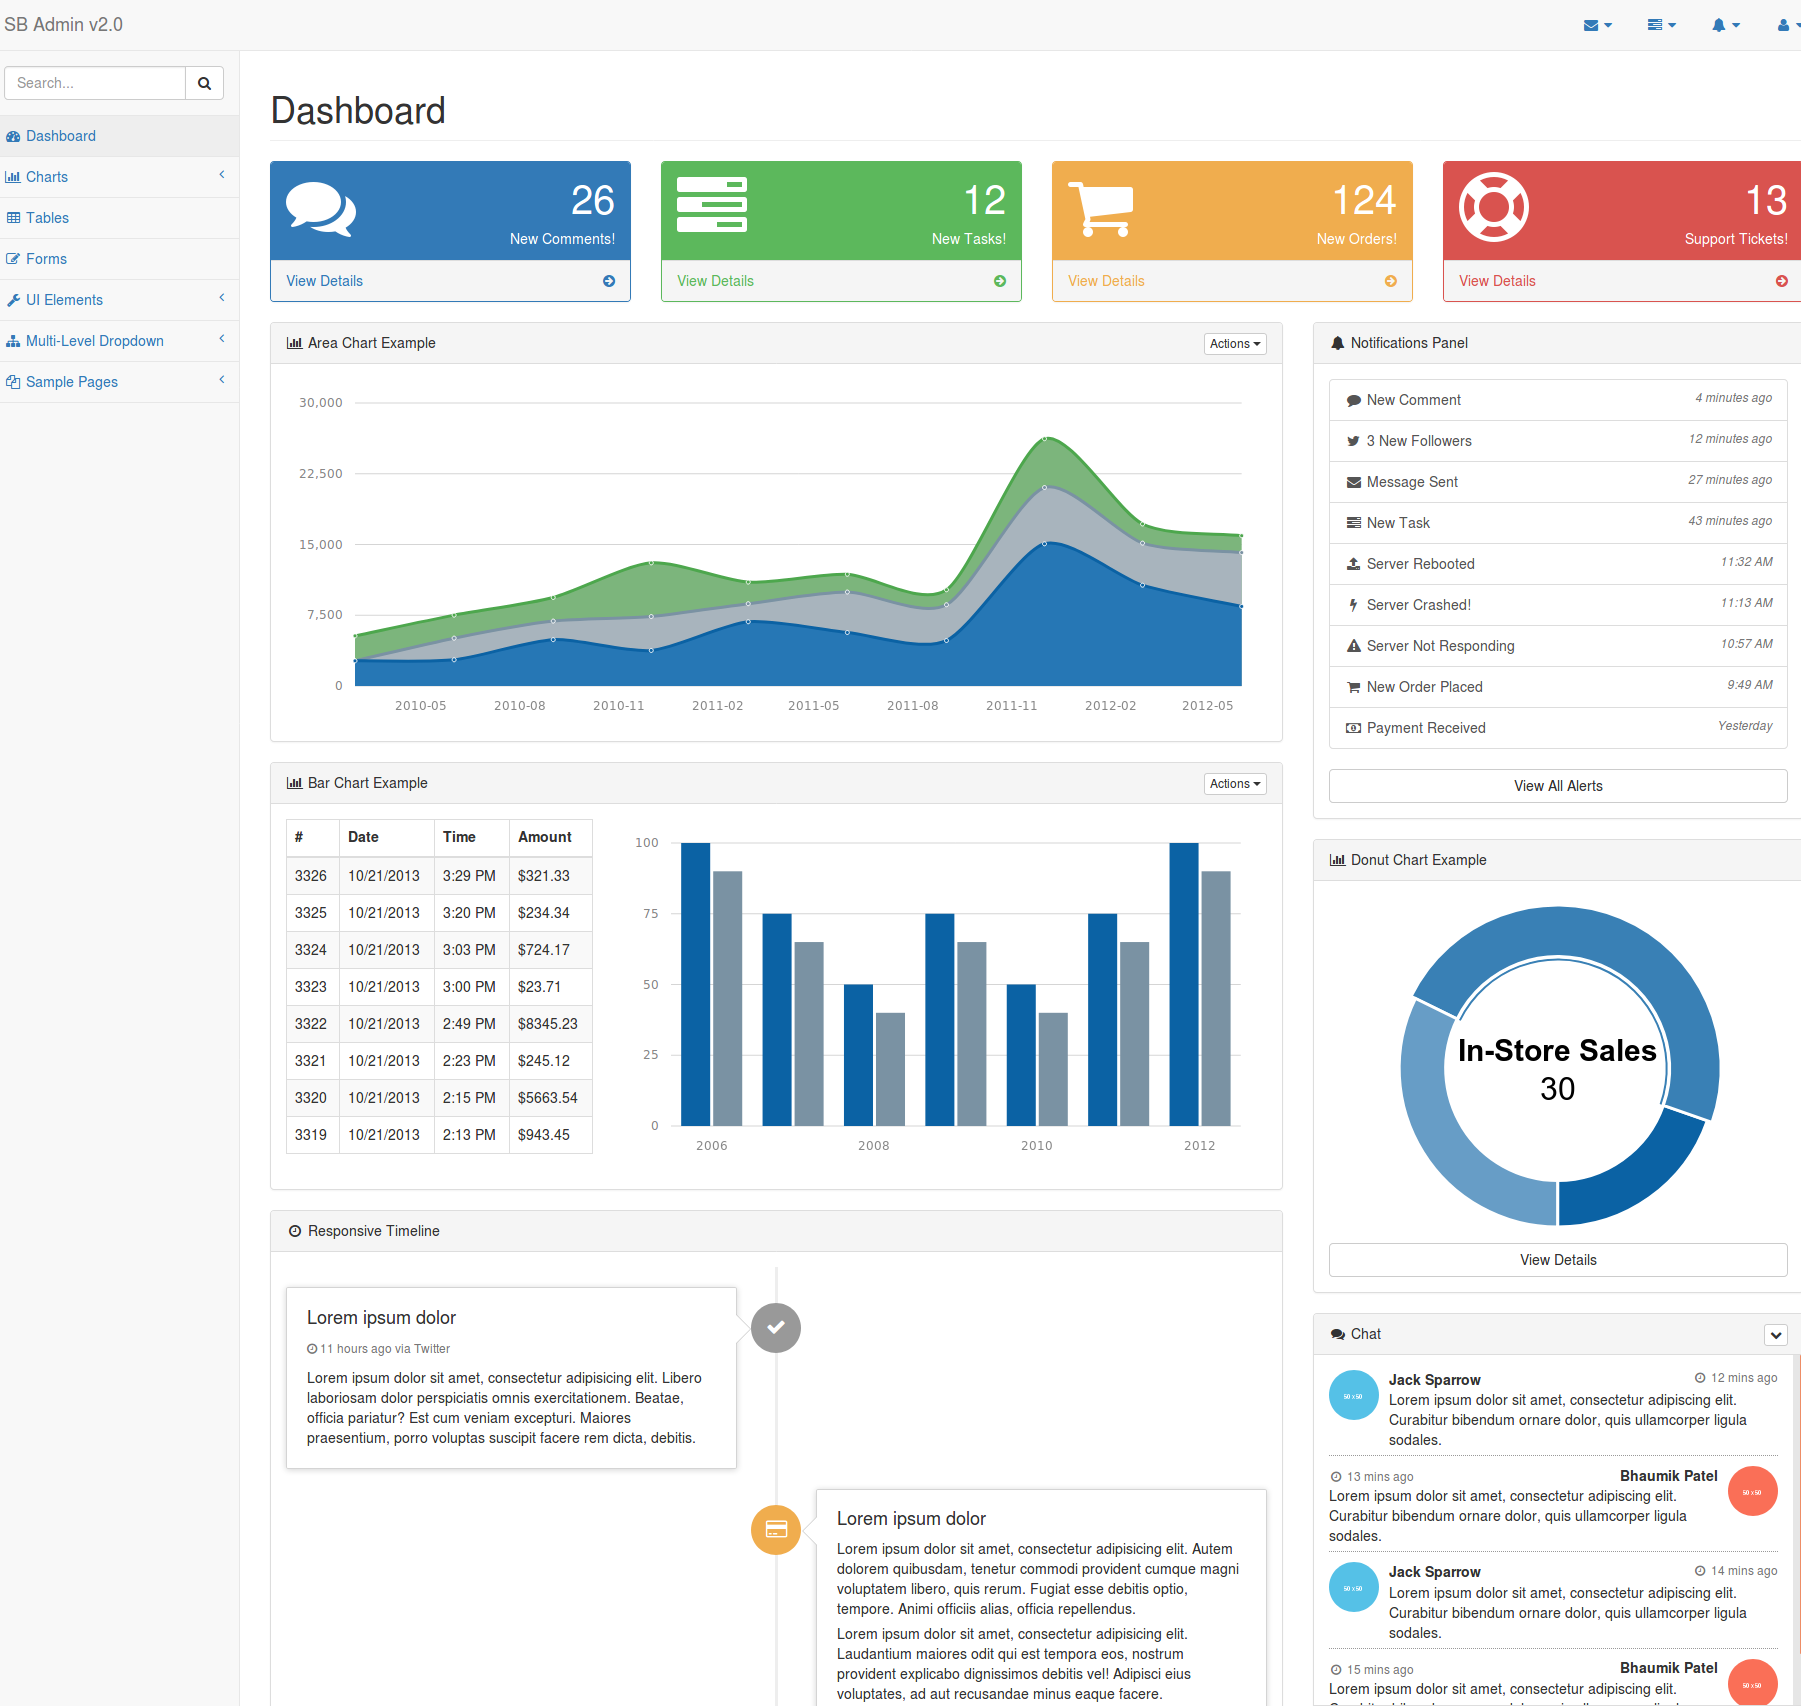 SB Admin v2.0
Search...
Dashboard
Charts
Tables
Forms
UI Elements
Multi-Level Dropdown
Sample Pages
Dashboard
26
New Comments!
View Details
12
New Tasks!
View Details
124
New Orders!
View Details
13
Support Tickets!
View Details
Area Chart Example
Actions
30,000
22,500
15,000
7,500
0
2010-05 2010-08 2010-11 2011-02 2011-05 2011-08 2011-11 2012-02 2012-05
Bar Chart Example
Actions
# Date Time Amount
3326 10/21/2013 3:29 PM $321.33
3325 10/21/2013 3:20 PM $234.34
3324 10/21/2013 3:03 PM $724.17
3323 10/21/2013 3:00 PM $23.71
3322 10/21/2013 2:49 PM $8345.23
3321 10/21/2013 2:23 PM $245.12
3320 10/21/2013 2:15 PM $5663.54
3319 10/21/2013 2:13 PM $943.45
100
75
50
25
0
2006 2008 2010 2012
Responsive Timeline
Lorem ipsum dolor
11 hours ago via Twitter
Lorem ipsum dolor sit amet, consectetur adipisicing elit. Libero
laboriosam dolor perspiciatis omnis exercitationem. Beatae,
officia pariatur? Est cum veniam excepturi. Maiores
praesentium, porro voluptas suscipit facere rem dicta, debitis.
Lorem ipsum dolor
Lorem ipsum dolor sit amet, consectetur adipisicing elit. Autem
dolorem quibusdam, tenetur commodi provident cumque magni
voluptatem libero, quis rerum. Fugiat esse debitis optio,
tempore. Animi officiis alias, officia repellendus.
Lorem ipsum dolor sit amet, consectetur adipisicing elit.
Laudantium maiores odit qui est tempora eos, nostrum
provident explicabo dignissimos debitis vel! Adipisci eius
voluptates, ad aut recusandae minus eaque facere.
Notifications Panel
New Comment 4 minutes ago
3 New Followers 12 minutes ago
Message Sent 27 minutes ago
New Task 43 minutes ago
Server Rebooted 11:32 AM
Server Crashed! 11:13 AM
Server Not Responding 10:57 AM
New Order Placed 9:49 AM
Payment Received Yesterday
View All Alerts
Donut Chart Example
In-Store Sales
30
View Details
Chat
50 x 50
Jack Sparrow 12 mins ago
Lorem ipsum dolor sit amet, consectetur adipiscing elit.
Curabitur bibendum ornare dolor, quis ullamcorper ligula
sodales.
13 mins ago Bhaumik Patel
50 x 50
Lorem ipsum dolor sit amet, consectetur adipiscing elit.
Curabitur bibendum ornare dolor, quis ullamcorper ligula
sodales.
50 x 50
Jack Sparrow 14 mins ago
Lorem ipsum dolor sit amet, consectetur adipiscing elit.
Curabitur bibendum ornare dolor, quis ullamcorper ligula
sodales.
15 mins ago Bhaumik Patel
50 x 50
Lorem ipsum dolor sit amet, consectetur adipiscing elit.